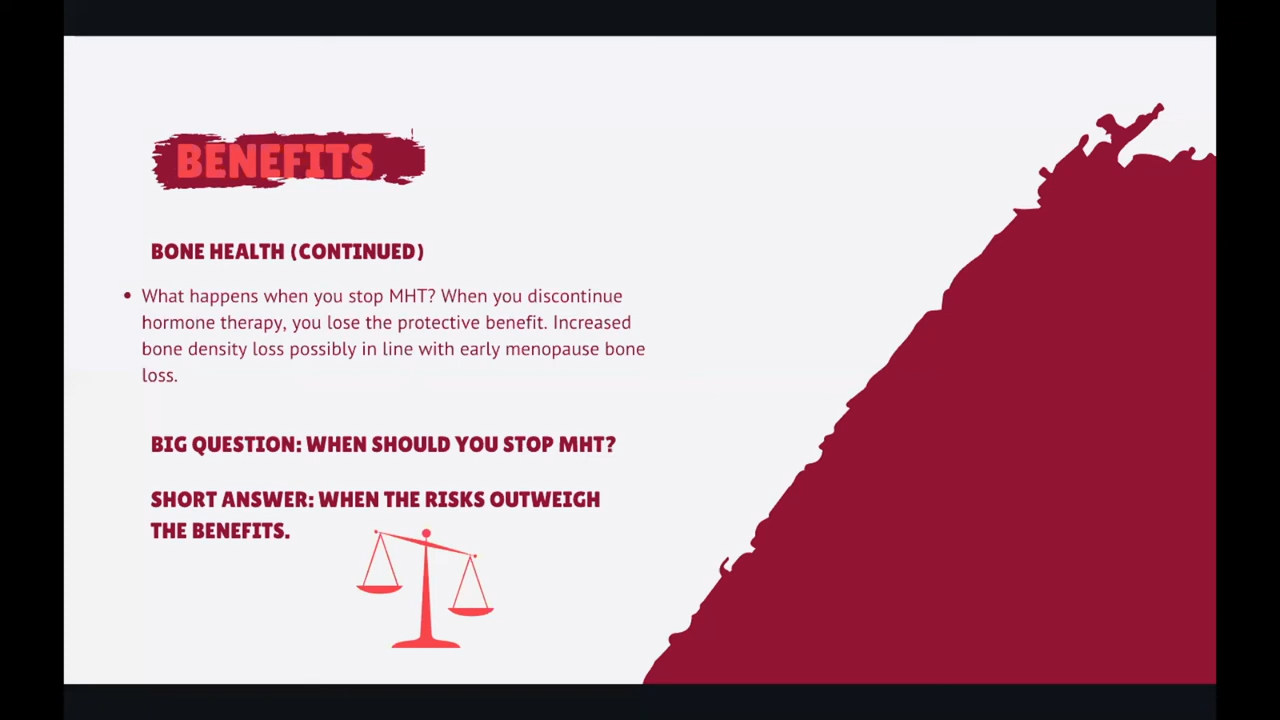 BENEFITS
BONE HEALTH (CONTINUED)
• What happens when you stop MHT? When you discontinue
hormone therapy, you lose the protective benefit. Increased
bone density loss possibly in line with early menopause bone
loss.
BIG QUESTION: WHEN SHOULD YOU STOP MHT?
SHORT ANSWER: WHEN THE RISKS OUTWEIGH
THE BENEFITS.